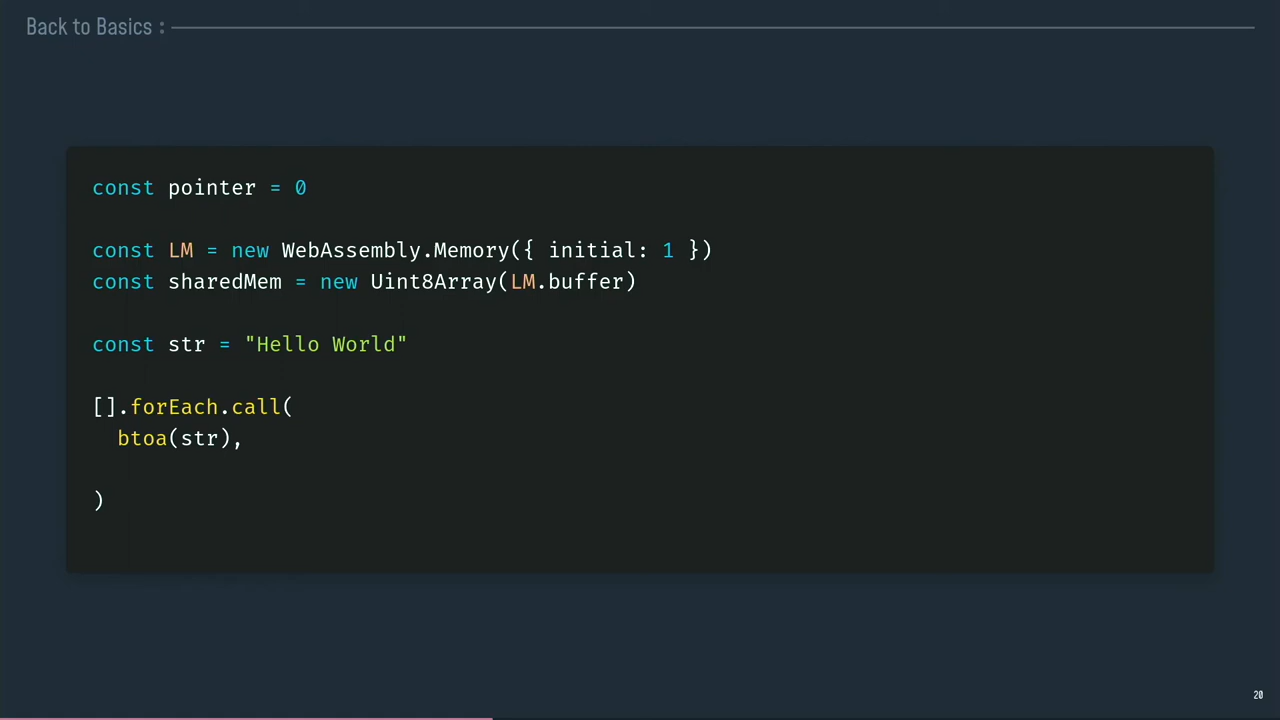 Back to Basics :
const pointer = 0
const LM = new WebAssembly.Memory({ initial: 1 })
const sharedMem = new Uint8Array(LM.buffer)
const str = "Hello World"
[].forEach.call(
  btoa(str),
)
20